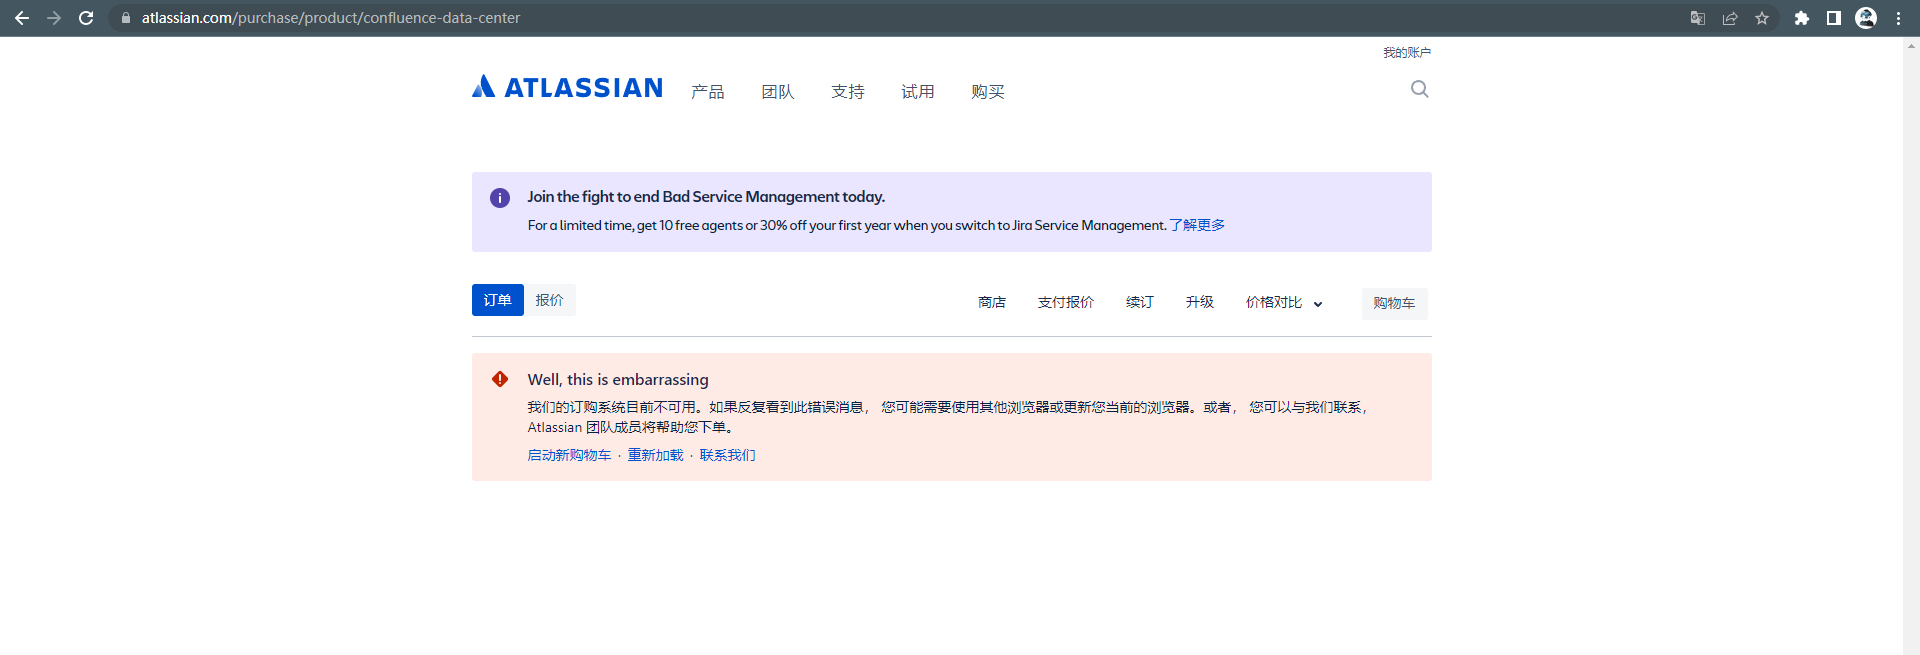 atlassian.com/purchase/product/confluence-data-center
我的账户
ATLASSIAN 产品 团队 支持 试用 购买
Join the fight to end Bad Service Management today.
For a limited time, get 10 free agents or 30% off your first year when you switch to Jira Service Management. 了解更多
订单 报价 商店 支付报价 续订 升级 价格对比 购物车
Well, this is embarrassing
我们的订购系统目前不可用。如果反复看到此错误消息， 您可能需要使用其他浏览器或更新您当前的浏览器。或者， 您可以与我们联系，
Atlassian 团队成员将帮助您下单。
启动新购物车 · 重新加载 · 联系我们